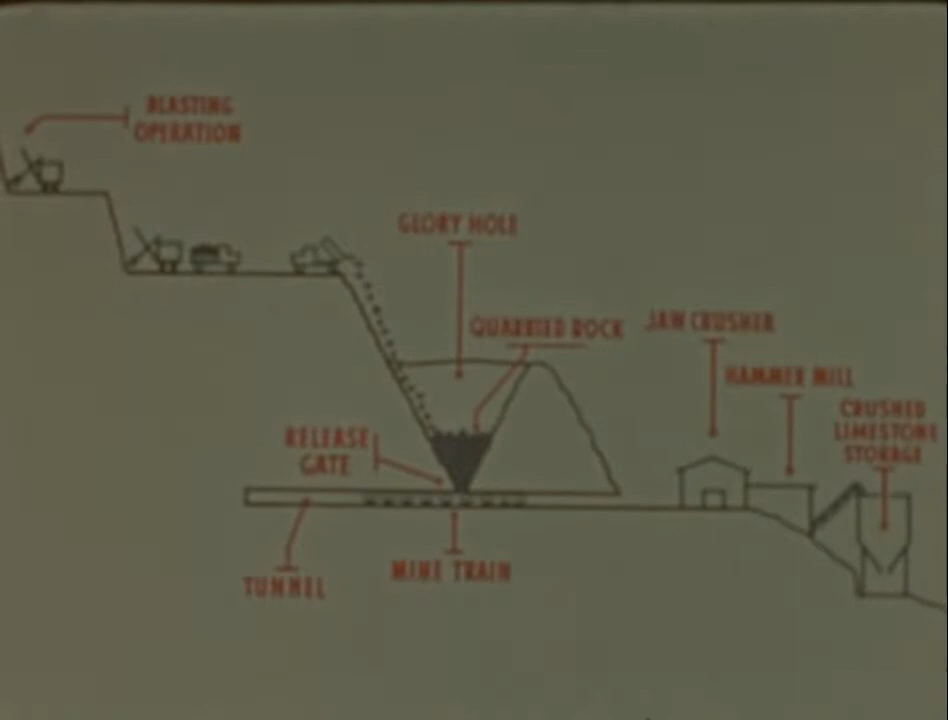 BLASTING
OPERATION
GLORY HOLE
QUARRIED ROCK
JAW CRUSHER
HAMMER MILL
CRUSHED
LIMESTONE
STORAGE
RELEASE
GATE
TUNNEL
MINE TRAIN